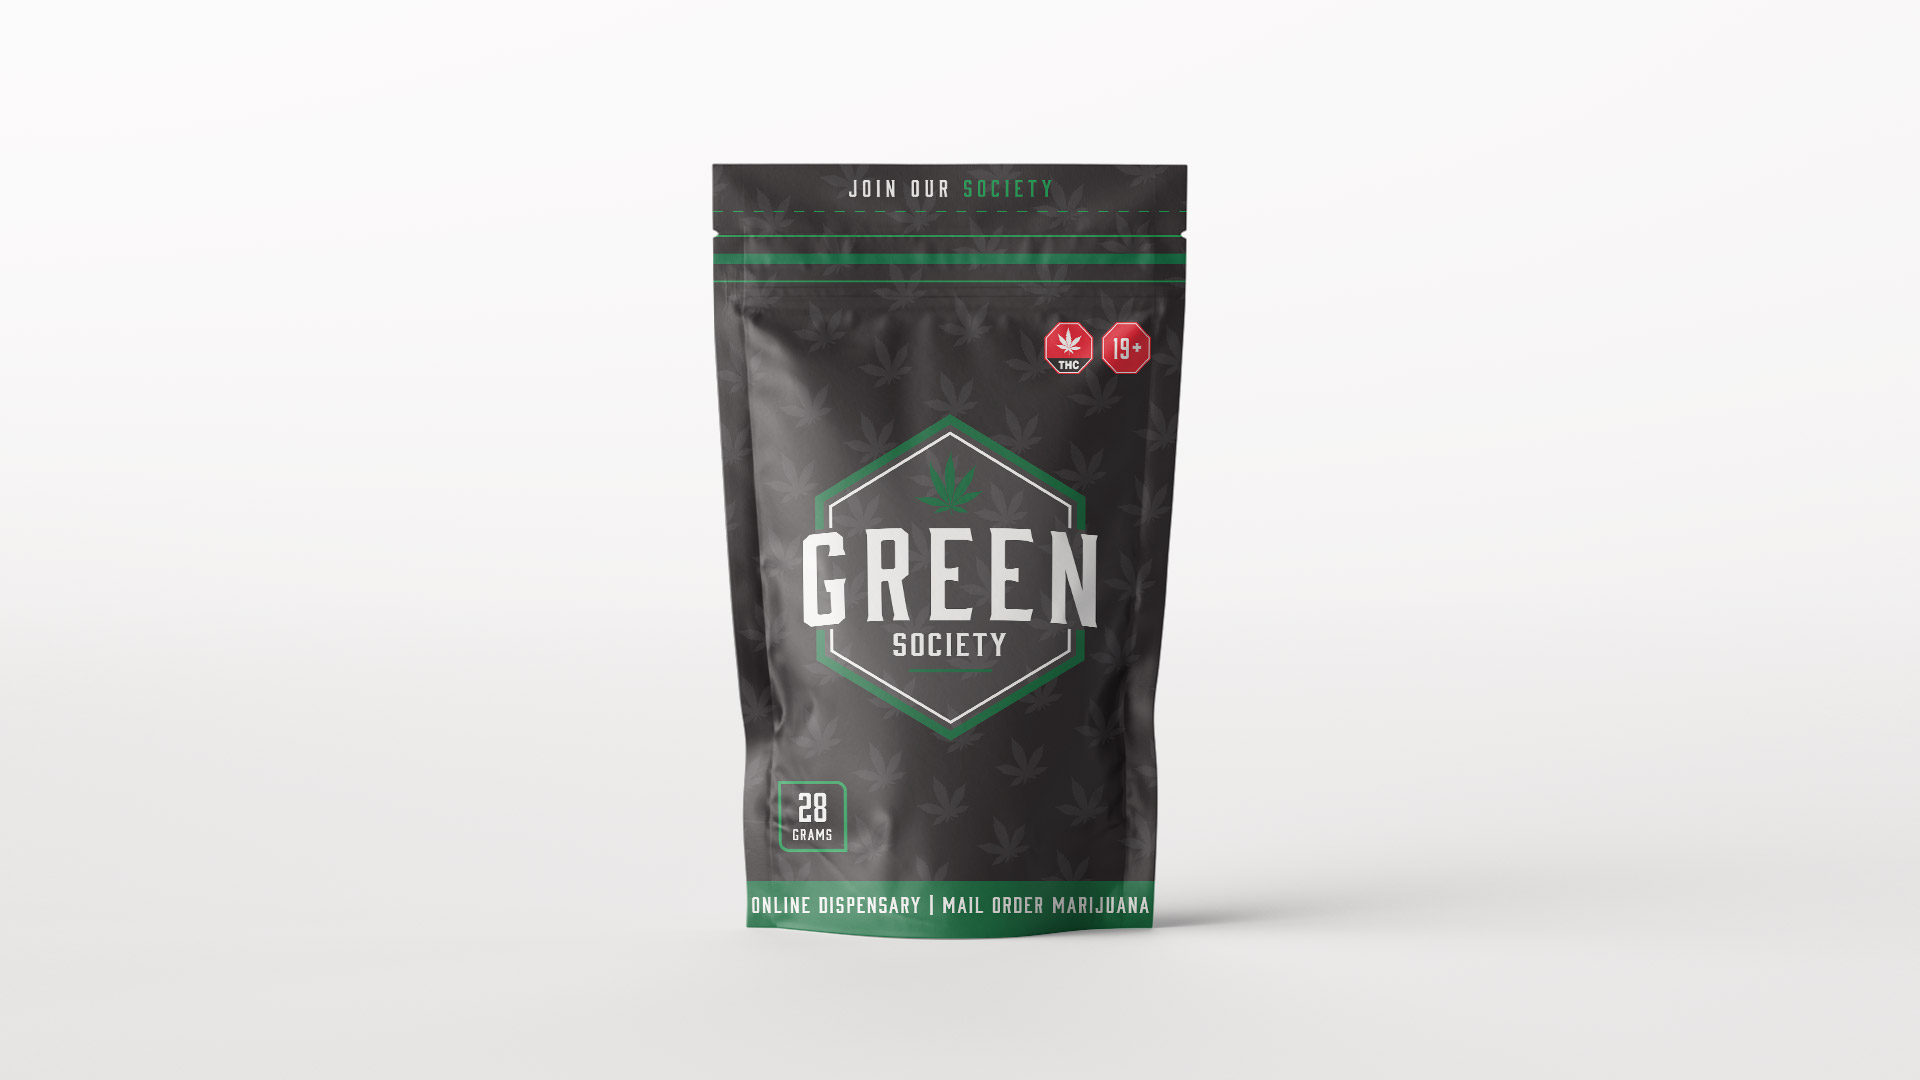 JOIN OUR SOCIETY
THC
19+
GREEN
SOCIETY
28
GRAMS
ONLINE DISPENSARY | MAIL ORDER MARIJUANA